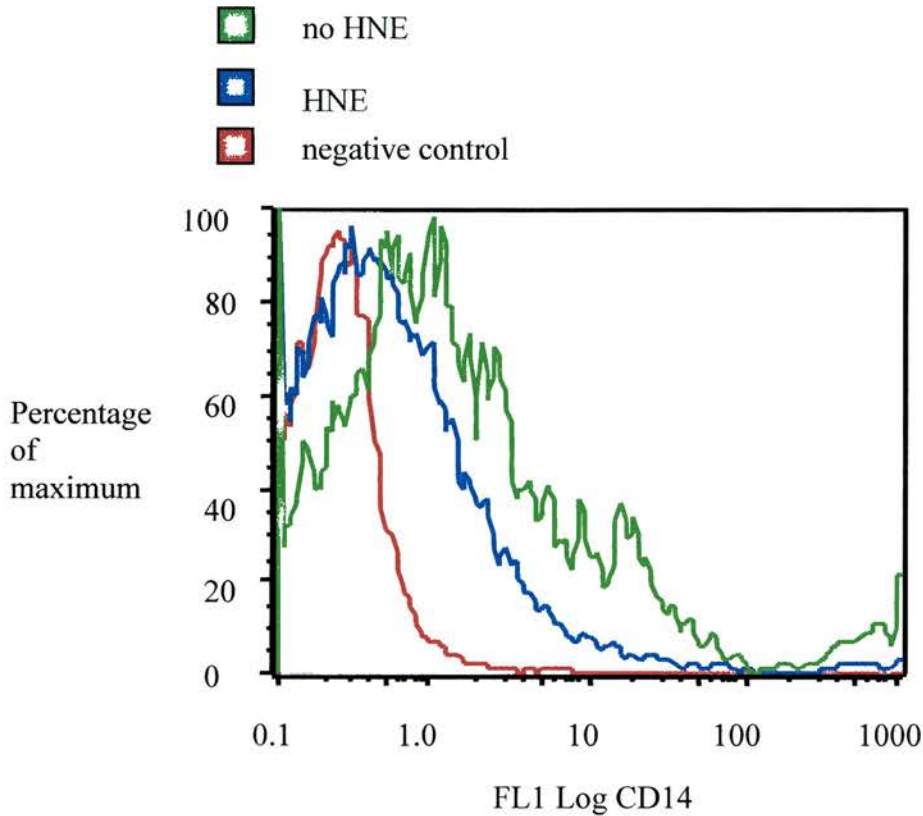 no HNE
HNE
negative control
100
80
60
40
20
0
Percentage
of
maximum
0.1
1.0
10
100
1000
FL1 Log CD14